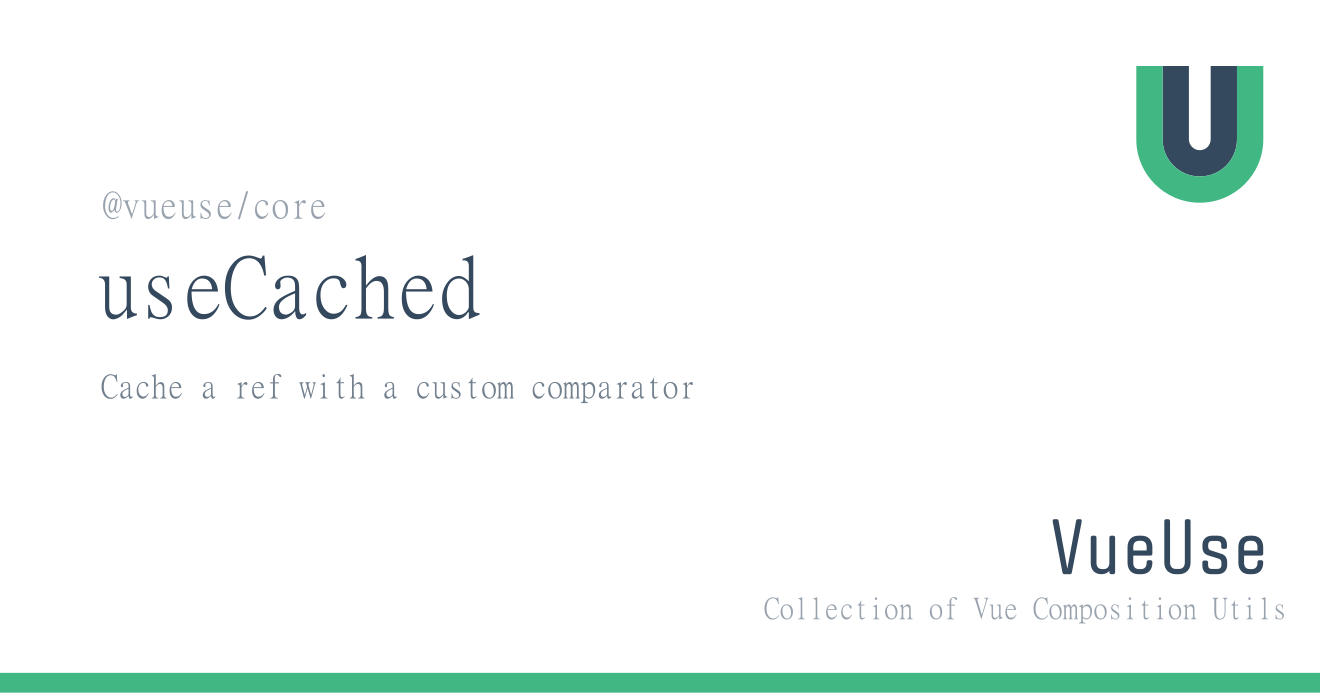 @vueuse/core
useCached
Cache a ref with a custom comparator
VueUse
Collection of Vue Composition Utils